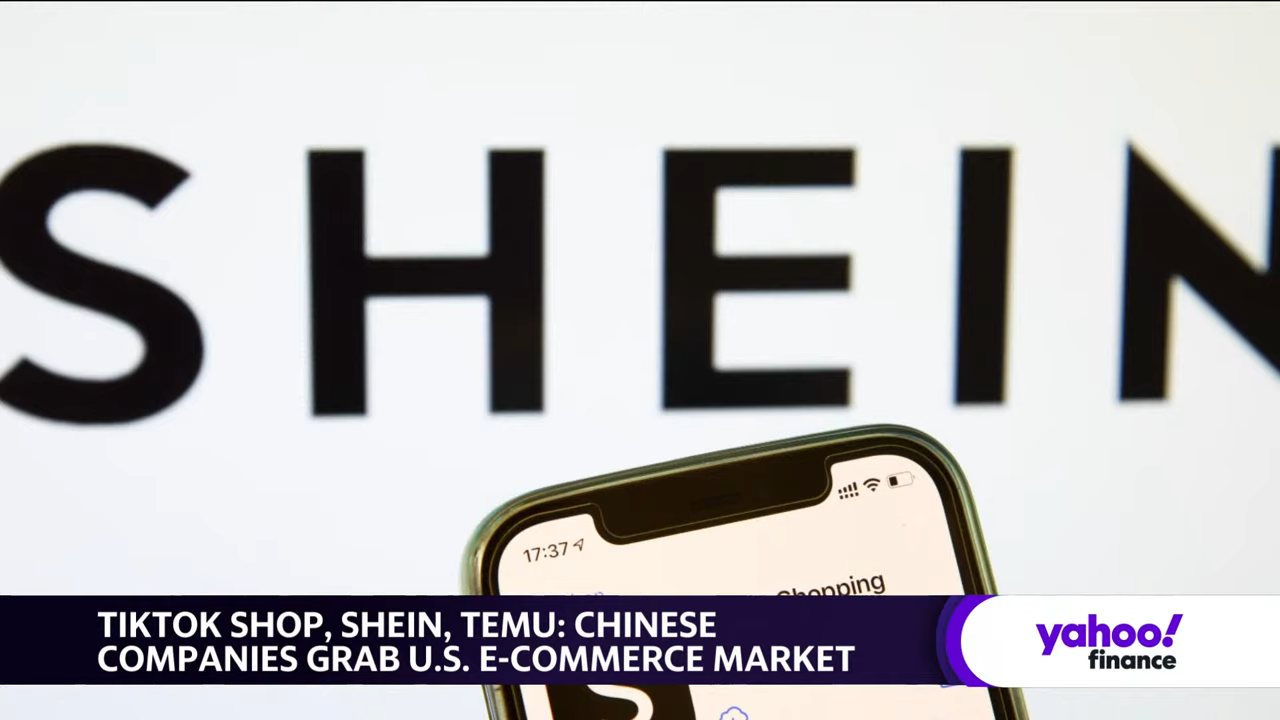 SHEIN
17:37
Shopping
TIKTOK SHOP, SHEIN, TEMU: CHINESE
COMPANIES GRAB U.S. E-COMMERCE MARKET
yahoo!
finance
S